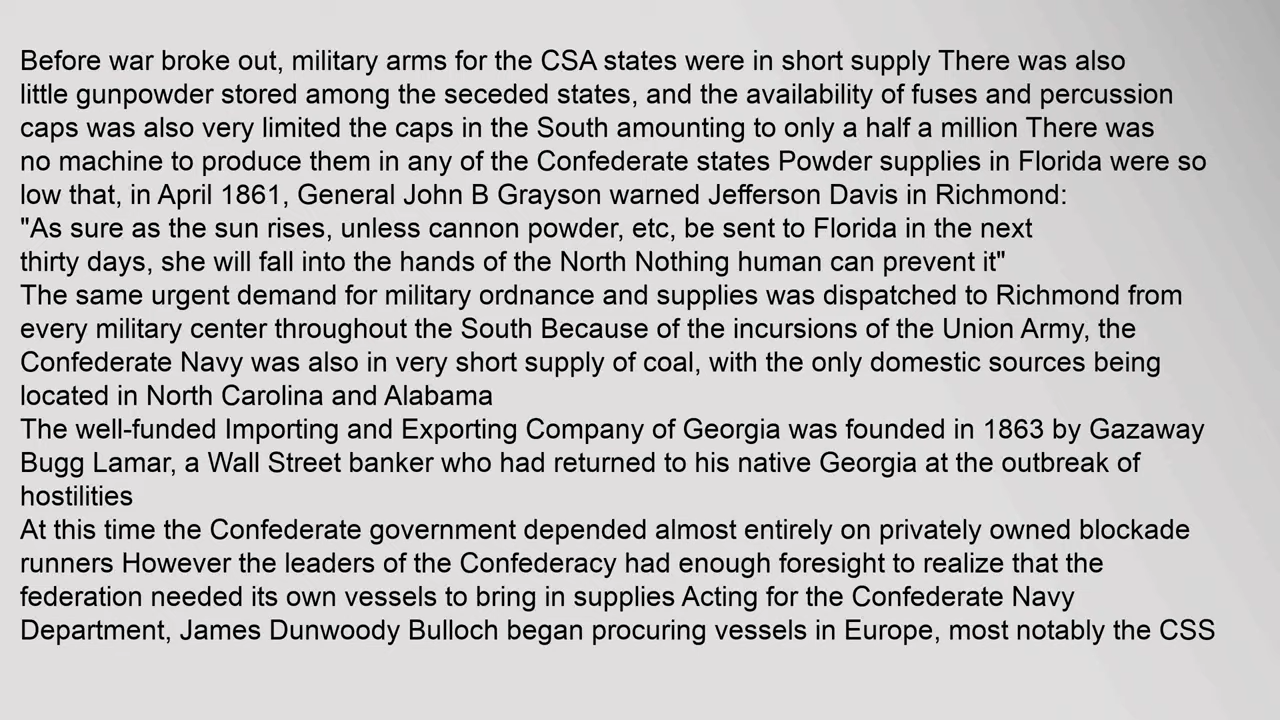 Before war broke out, military arms for the CSA states were in short supply There was also
little gunpowder stored among the seceded states, and the availability of fuses and percussion
caps was also very limited the caps in the South amounting to only a half a million There was
no machine to produce them in any of the Confederate states Powder supplies in Florida were so
low that, in April 1861, General John B Grayson warned Jefferson Davis in Richmond:
"As sure as the sun rises, unless cannon powder, etc, be sent to Florida in the next
thirty days, she will fall into the hands of the North Nothing human can prevent it"
The same urgent demand for military ordnance and supplies was dispatched to Richmond from
every military center throughout the South Because of the incursions of the Union Army, the
Confederate Navy was also in very short supply of coal, with the only domestic sources being
located in North Carolina and Alabama
The well-funded Importing and Exporting Company of Georgia was founded in 1863 by Gazaway
Bugg Lamar, a Wall Street banker who had returned to his native Georgia at the outbreak of
hostilities
At this time the Confederate government depended almost entirely on privately owned blockade
runners However the leaders of the Confederacy had enough foresight to realize that the
federation needed its own vessels to bring in supplies Acting for the Confederate Navy
Department, James Dunwoody Bulloch began procuring vessels in Europe, most notably the CSS